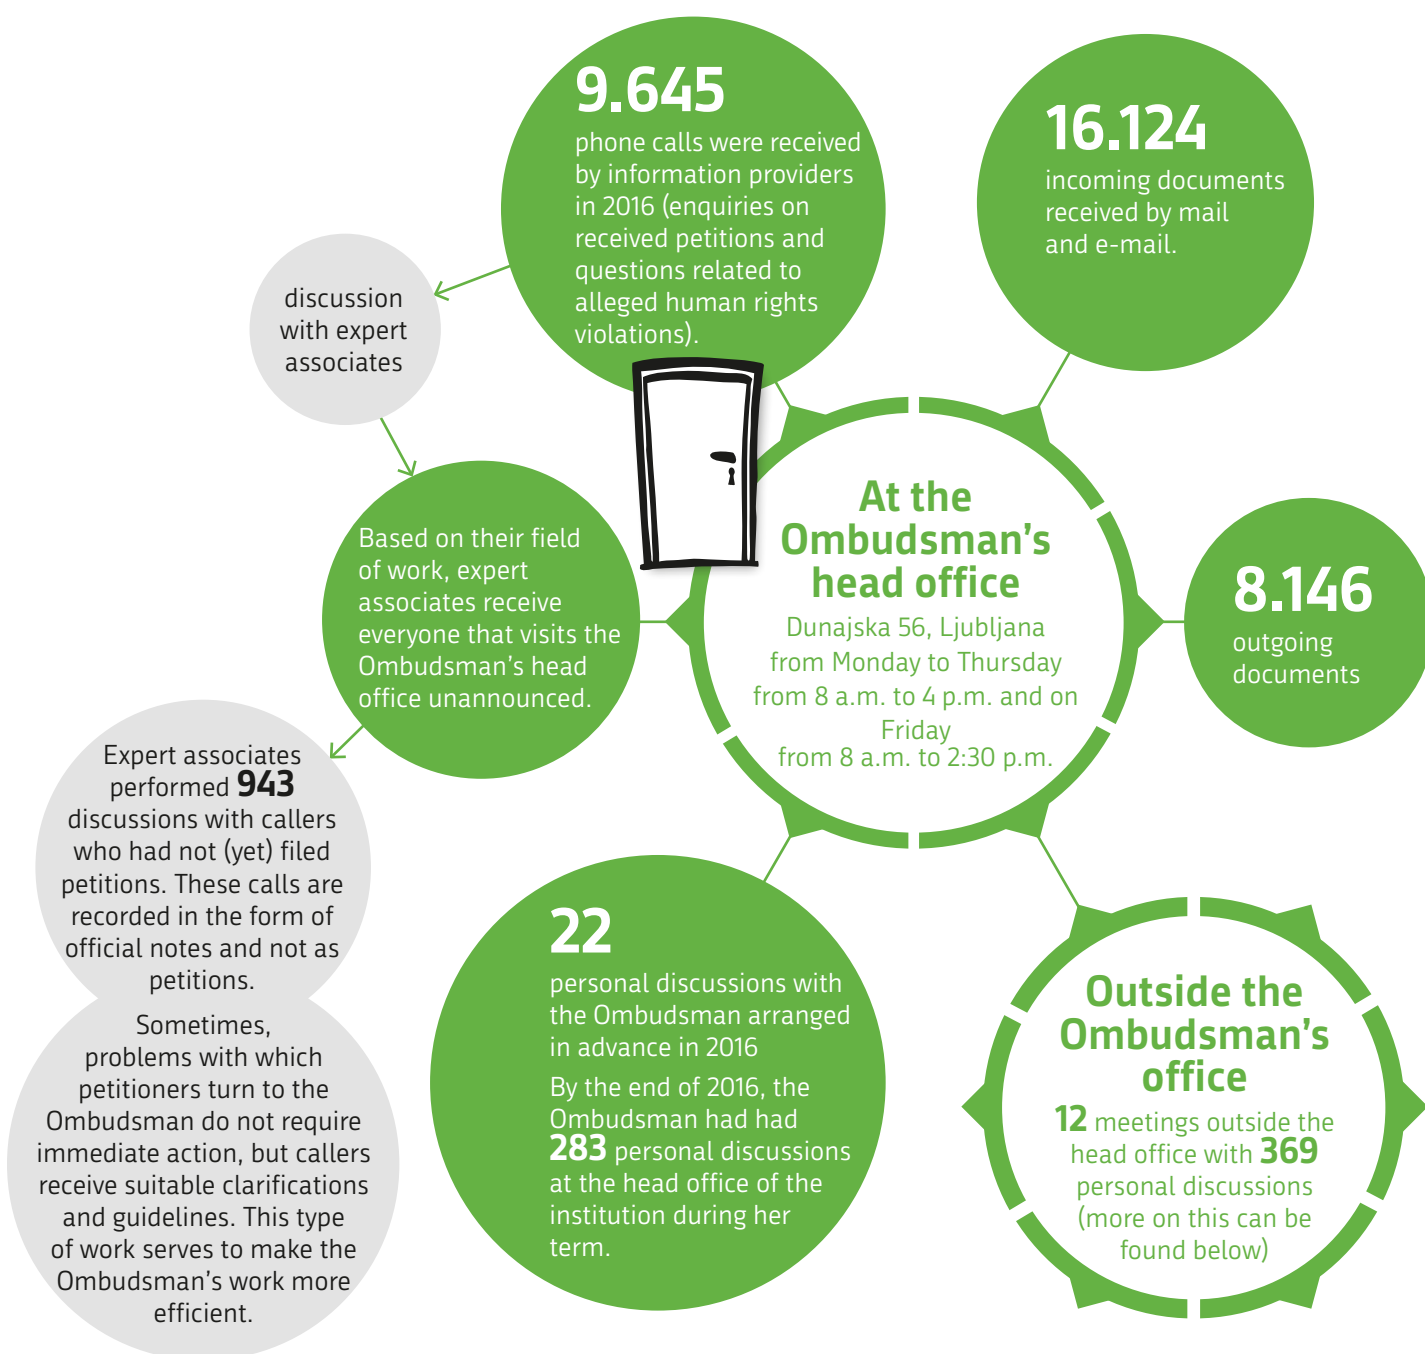 9.645
phone calls were received
by information providers
in 2016 (enquiries on
received petitions and
questions related to
alleged human rights
violations).
16.124
incoming documents
received by mail
and e-mail.
discussion
with expert
associates
Based on their field
of work, expert
associates receive
everyone that visits the
Ombudsman's head
office unannounced.
At the
Ombudsman's
head office
Dunajska 56, Ljubljana
from Monday to Thursday
from 8 a.m. to 4 p.m. and on
Friday
from 8 a.m. to 2:30 p.m.
8.146
outgoing
documents
Expert associates
performed 943
discussions with callers
who had not (yet) filed
petitions. These calls are
recorded in the form of
official notes and not as
petitions.
Sometimes,
problems with which
petitioners turn to the
Ombudsman do not require
immediate action, but callers
receive suitable clarifications
and guidelines. This type
of work serves to make the
Ombudsman's work more
efficient.
22
personal discussions with
the Ombudsman arranged
in advance in 2016
By the end of 2016, the
Ombudsman had had
283 personal discussions
at the head office of the
institution during her
term.
Outside the
Ombudsman's
office
12 meetings outside the
head office with 369
personal discussions
(more on this can be
found below)